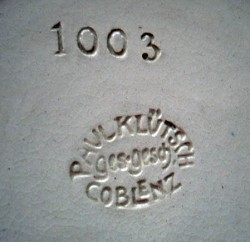 1003
PAUL KLÜTSCH
ges. gesch.
COBLENZ